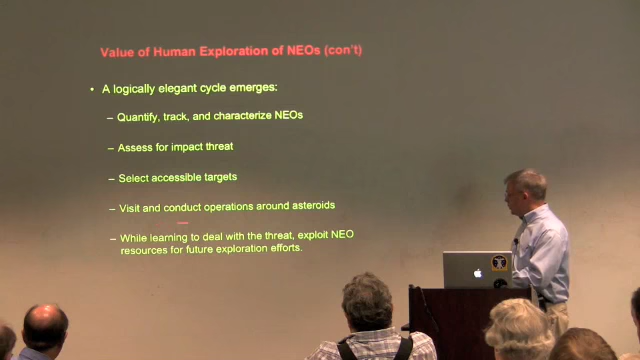 Value of Human Exploration of NEOs (con't)
• A logically elegant cycle emerges:
– Quantify, track, and characterize NEOs
– Assess for impact threat
– Select accessible targets
– Visit and conduct operations around asteroids
– While learning to deal with the threat, exploit NEO
resources for future exploration efforts.